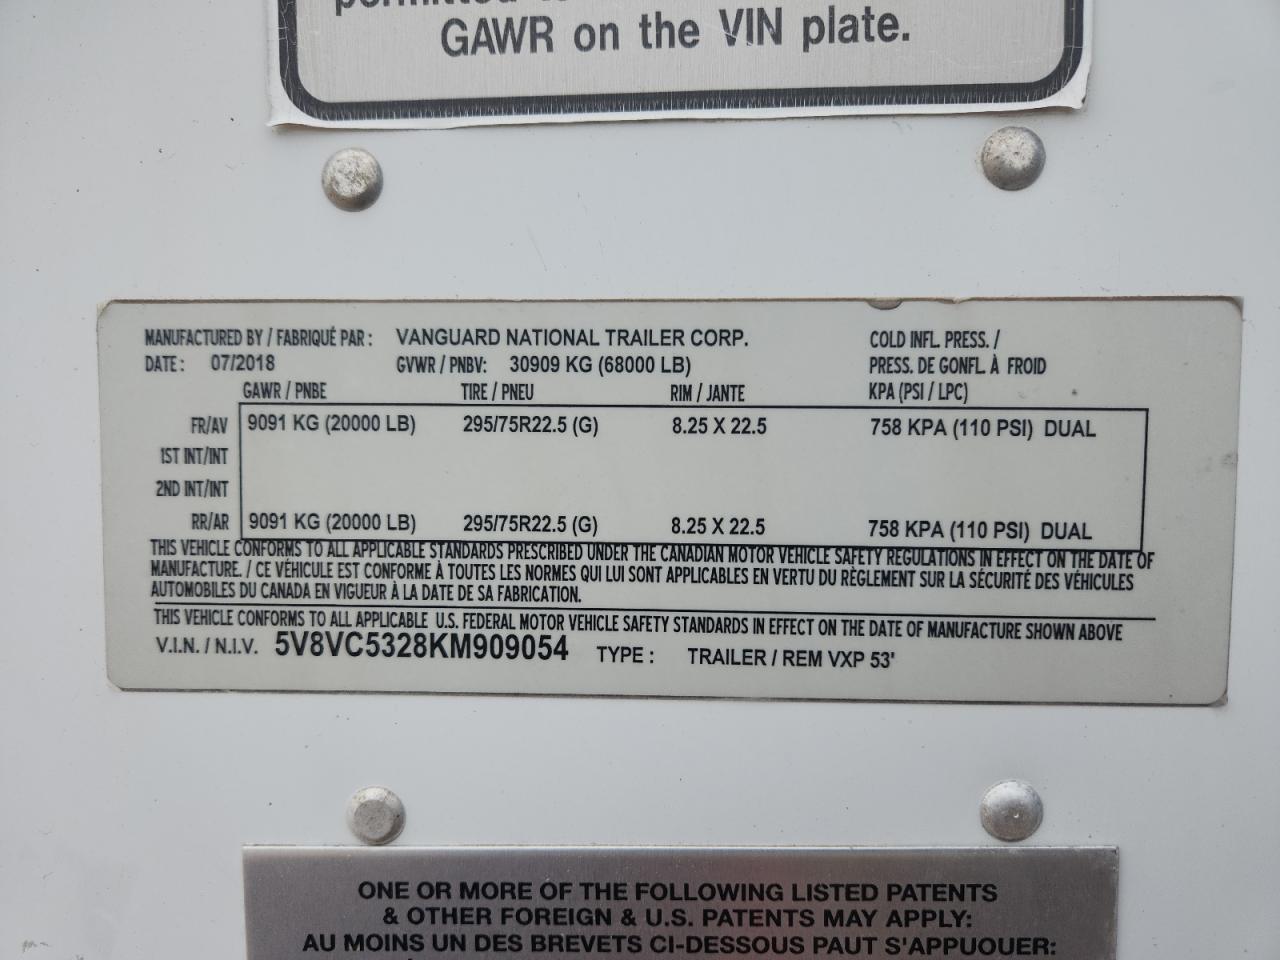 permitted
GAWR on the VIN plate.
MANUFACTURED BY / FABRIQUÉ PAR : VANGUARD NATIONAL TRAILER CORP. COLD INFL. PRESS. /
DATE : 07/2018 GVWR / PNBV: 30909 KG (68000 LB) PRESS. DE GONFL. À FROID
GAWR / PNBE TIRE / PNEU RIM / JANTE KPA (PSI / LPC)
FR/AV 9091 KG (20000 LB) 295/75R22.5 (G) 8.25 X 22.5 758 KPA (110 PSI) DUAL
1ST INT/INT
2ND INT/INT
RR/AR 9091 KG (20000 LB) 295/75R22.5 (G) 8.25 X 22.5 758 KPA (110 PSI) DUAL
THIS VEHICLE CONFORMS TO ALL APPLICABLE STANDARDS PRESCRIBED UNDER THE CANADIAN MOTOR VEHICLE SAFETY REGULATIONS IN EFFECT ON THE DATE OF
MANUFACTURE. / CE VÉHICULE EST CONFORME À TOUTES LES NORMES QUI LUI SONT APPLICABLES EN VERTU DU RÈGLEMENT SUR LA SÉCURITÉ DES VÉHICULES
AUTOMOBILES DU CANADA EN VIGUEUR À LA DATE DE SA FABRICATION.
THIS VEHICLE CONFORMS TO ALL APPLICABLE U.S. FEDERAL MOTOR VEHICLE SAFETY STANDARDS IN EFFECT ON THE DATE OF MANUFACTURE SHOWN ABOVE
V.I.N. / N.I.V. 5V8VC5328KM909054 TYPE : TRAILER / REM VXP 53'
ONE OR MORE OF THE FOLLOWING LISTED PATENTS
& OTHER FOREIGN & U.S. PATENTS MAY APPLY:
AU MOINS UN DES BREVETS CI-DESSOUS PAUT S'APPUOUER: